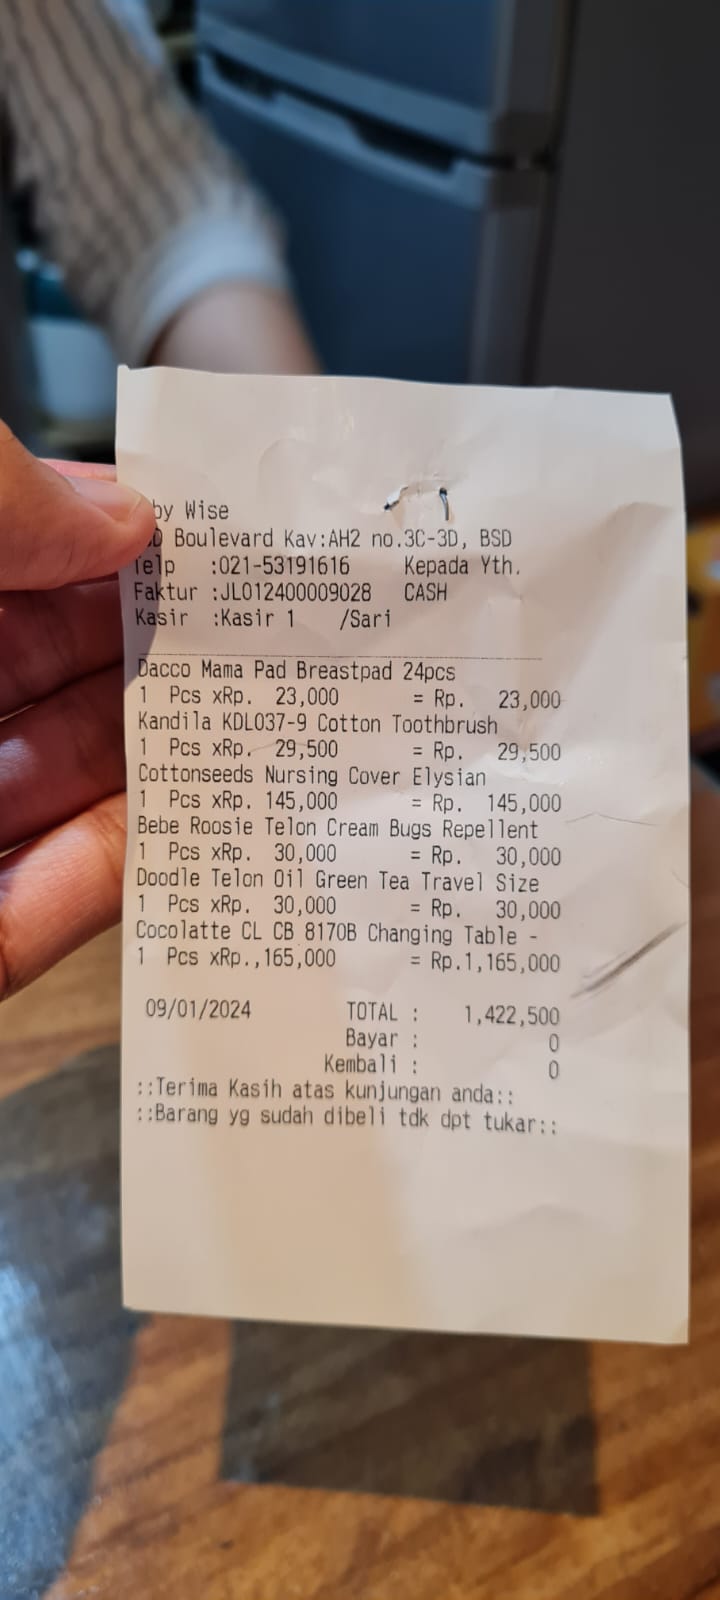 by Wise
Boulevard Kav:AH2 no.3C-3D, BSD
Telp :021-53191616 Kepada Yth.
Faktur :JL012400009028 CASH
Kasir :Kasir 1 /Sari
Dacco Mama Pad Breastpad 24pcs
1 Pcs xRp. 23,000 = Rp. 23,000
Kandila KDL037-9 Cotton Toothbrush
1 Pcs xRp. 29,500 = Rp. 29,500
Cottonseeds Nursing Cover Elysian
1 Pcs xRp. 145,000 = Rp. 145,000
Bebe Roosie Telon Cream Bugs Repellent
1 Pcs xRp. 30,000 = Rp. 30,000
Doodle Telon Oil Green Tea Travel Size
1 Pcs xRp. 30,000 = Rp. 30,000
Cocolatte CL CB 8170B Changing Table -
1 Pcs xRp.,165,000 = Rp.1,165,000
09/01/2024 TOTAL : 1,422,500
Bayar : 0
Kembali : 0
::Terima Kasih atas kunjungan anda::
::Barang yg sudah dibeli tdk dpt tukar::